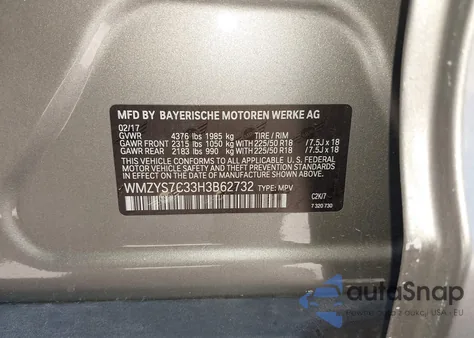 MFD BY BAYERISCHE MOTOREN WERKE AG
02/17
GVWR 4376 lbs 1985 kg TIRE / RIM
GAWR FRONT 2315 lbs 1050 kg WITH 225/50 R18 /7.5J x 18
GAWR REAR 2183 lbs 990 kg WITH 225/50 R18 /7.5J x 18
THIS VEHICLE CONFORMS TO ALL APPLICABLE
U.S. FEDERAL MOTOR VEHICLE SAFETY, BUMPER,
AND THEFT PREVENTION STANDARDS IN EFFECT
ON THE DATE OF MANUFACTURE SHOWN ABOVE.
WMZYS7C33H3B62732 TYPE: MPV C2K/7
7 320 730
autoSnap